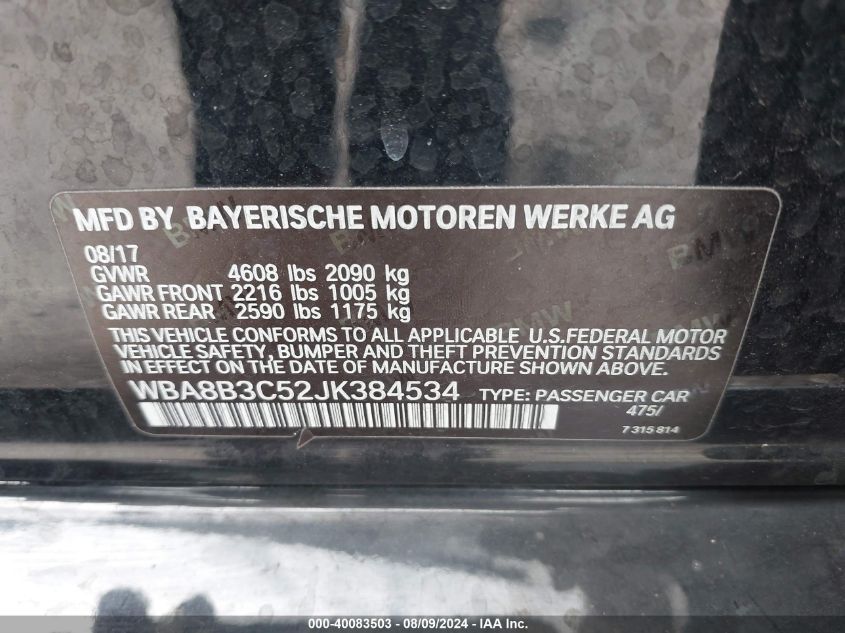 MFD BY BAYERISCHE MOTOREN WERKE AG
08/17
GVWR 4608 lbs 2090 kg
GAWR FRONT 2216 lbs 1005 kg
GAWR REAR 2590 lbs 1175 kg
THIS VEHICLE CONFORMS TO ALL APPLICABLE U.S.FEDERAL MOTOR
VEHICLE SAFETY, BUMPER AND THEFT PREVENTION STANDARDS
IN EFFECT ON THE DATE OF MANUFACTURE SHOWN ABOVE.
WBA8B3C52JK384534 TYPE: PASSENGER CAR
475/
7 315 814
000-40083503 - 08/09/2024 - IAA Inc.